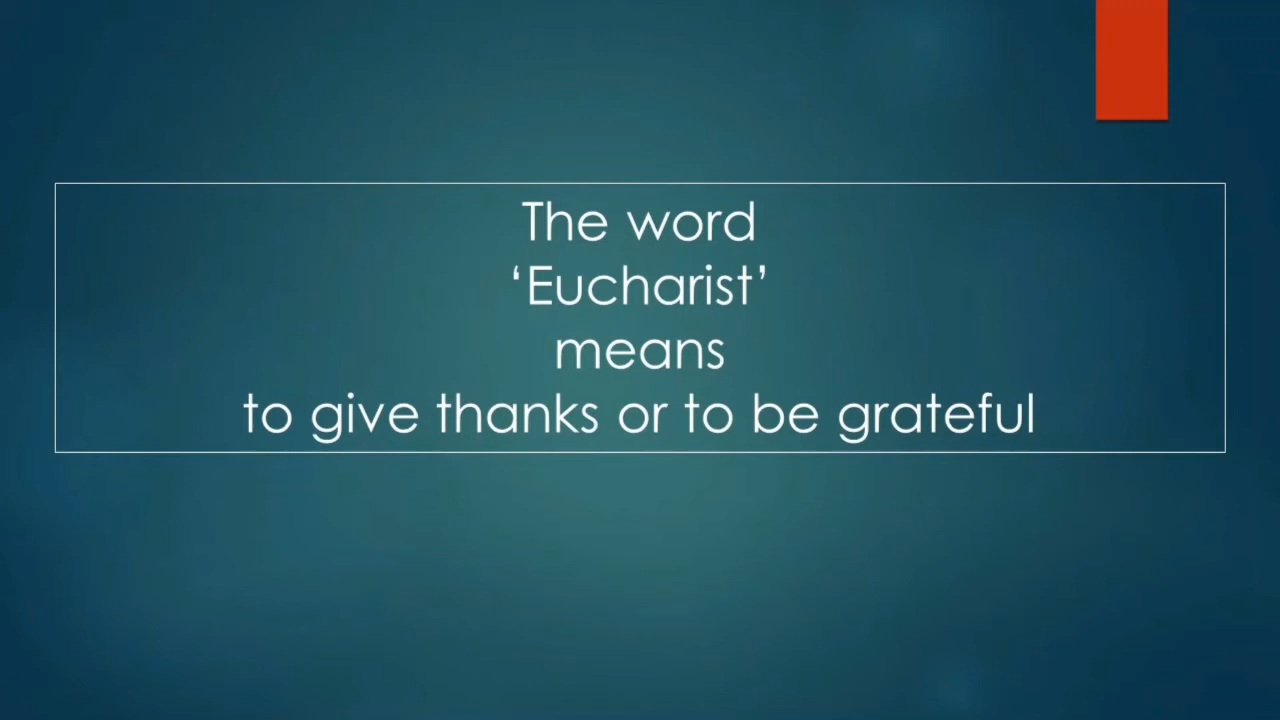 The word
‘Eucharist’
means
to give thanks or to be grateful